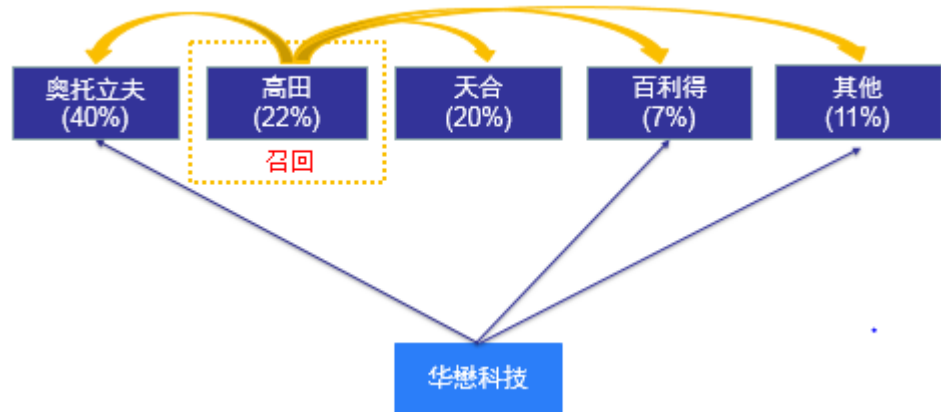 奥托立夫
(40%)
高田
(22%)
天合
(20%)
百利得
(7%)
其他
(11%)
召回
华懋科技